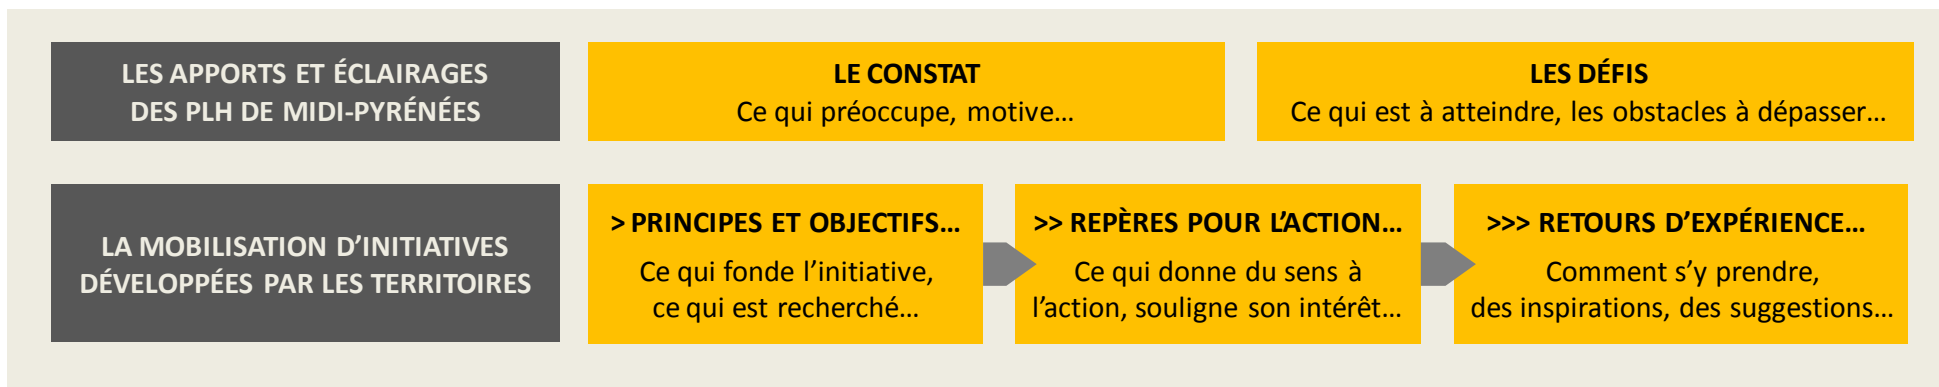 LES APPORTS ET ÉCLAIRAGES
DES PLH DE MIDI-PYRÉNÉES
LE CONSTAT
Ce qui préoccupe, motive…
LES DÉFIS
Ce qui est à atteindre, les obstacles à dépasser…
LA MOBILISATION D’INITIATIVES
DÉVELOPPÉES PAR LES TERRITOIRES
> PRINCIPES ET OBJECTIFS…
Ce qui fonde l’initiative,
ce qui est recherché…
>> REPÈRES POUR L’ACTION…
Ce qui donne du sens à
l’action, souligne son intérêt…
>>> RETOURS D’EXPÉRIENCE…
Comment s’y prendre,
des inspirations, des suggestions…